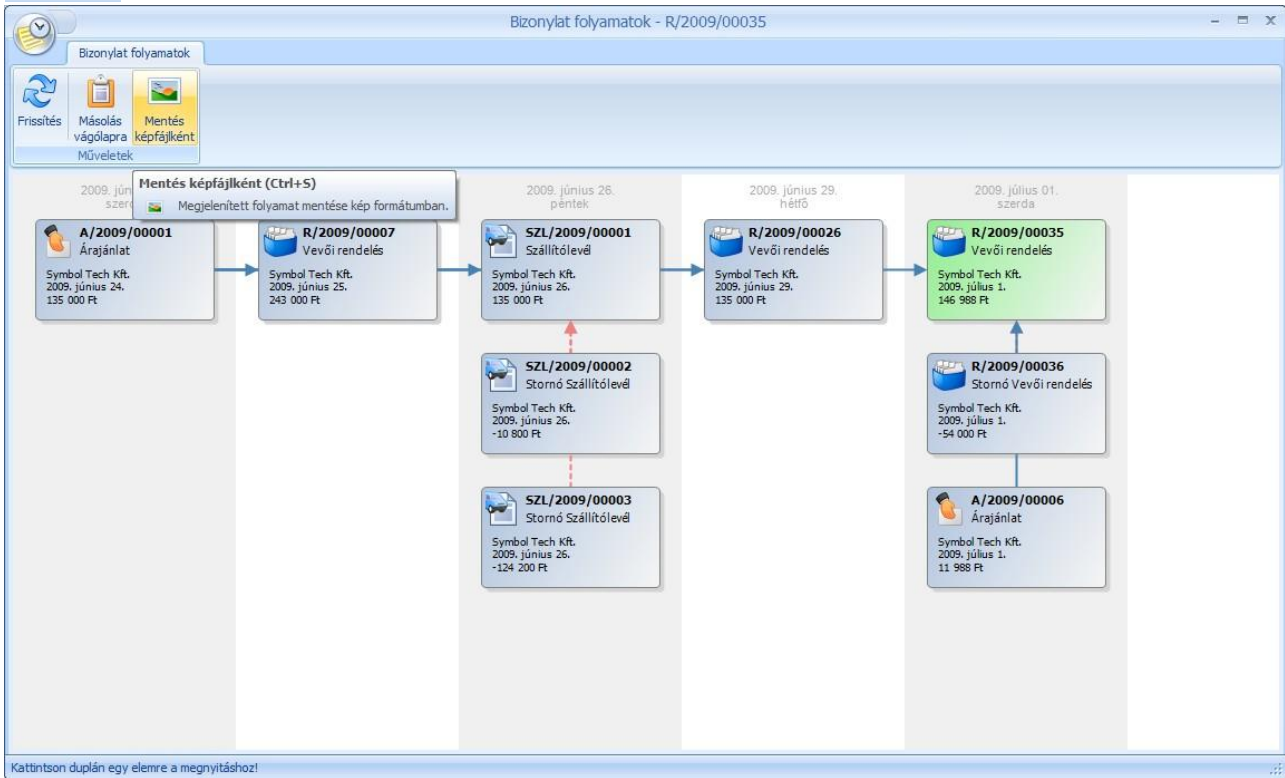 Bizonylat folyamatok - R/2009/00035
Bizonylat folyamatok
Frissítés
Másolás vágólapra
Mentés képfájlként
Műveletek
Mentés képfájlként (Ctrl+S)
Megjelenített folyamat mentése kép formátumban.
2009. jún
szer
2009. június 26.
péntek
2009. június 29.
hétfő
2009. július 01.
szerda
A/2009/00001
Árajánlat
Symbol Tech Kft.
2009. június 24.
135 000 Ft
R/2009/00007
Vevői rendelés
Symbol Tech Kft.
2009. június 25.
243 000 Ft
SZL/2009/00001
Szállítólevél
Symbol Tech Kft.
2009. június 26.
135 000 Ft
R/2009/00026
Vevői rendelés
Symbol Tech Kft.
2009. június 29.
135 000 Ft
R/2009/00035
Vevői rendelés
Symbol Tech Kft.
2009. július 1.
146 988 Ft
SZL/2009/00002
Stornó Szállítólevél
Symbol Tech Kft.
2009. június 26.
-10 800 Ft
R/2009/00036
Stornó Vevői rendelés
Symbol Tech Kft.
2009. július 1.
-54 000 Ft
SZL/2009/00003
Stornó Szállítólevél
Symbol Tech Kft.
2009. június 26.
-124 200 Ft
A/2009/00006
Árajánlat
Symbol Tech Kft.
2009. július 1.
11 988 Ft
Kattintson duplán egy elemre a megnyitáshoz!